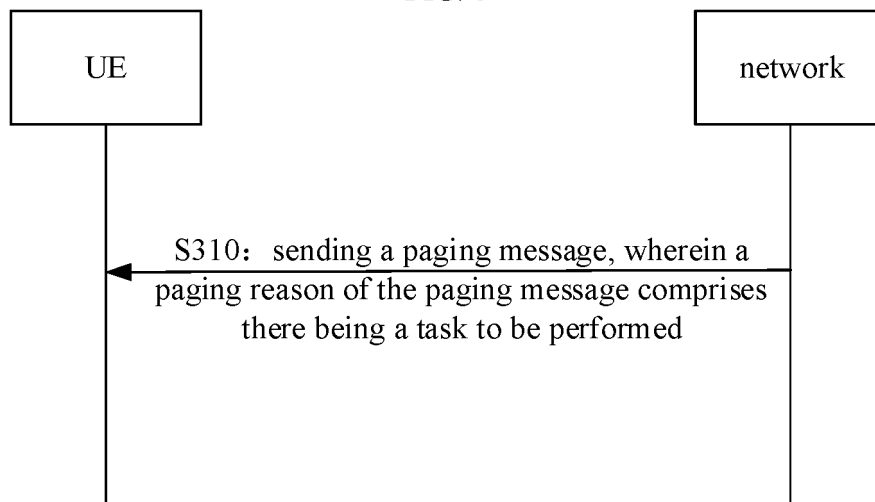 UE
network
S310：sending a paging message, wherein a
paging reason of the paging message comprises
there being a task to be performed